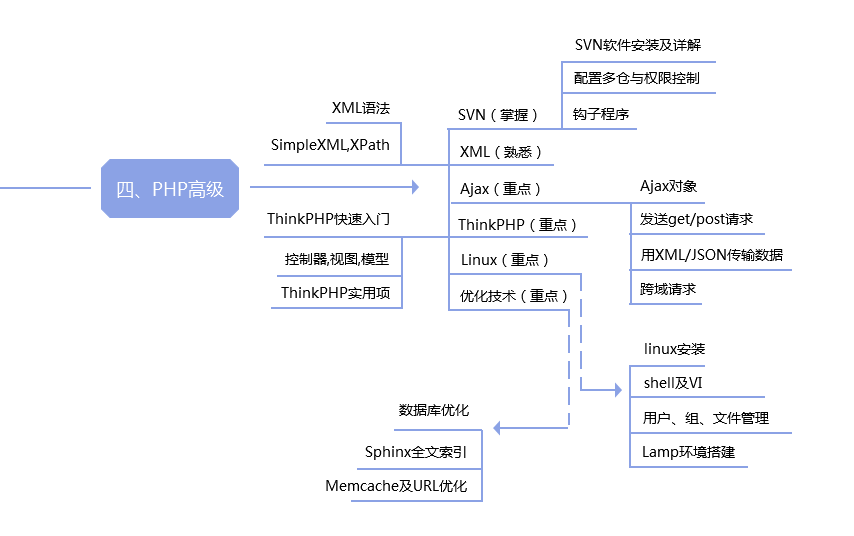 四、PHP高级
SVN（掌握）
SVN软件安装及详解
配置多仓与权限控制
钩子程序
XML（熟悉）
XML语法
SimpleXML,XPath
Ajax（重点）
Ajax对象
发送get/post请求
用XML/JSON传输数据
跨域请求
ThinkPHP（重点）
ThinkPHP快速入门
控制器,视图,模型
ThinkPHP实用项
Linux（重点）
linux安装
shell及VI
用户、组、文件管理
Lamp环境搭建
优化技术（重点）
数据库优化
Sphinx全文索引
Memcache及URL优化